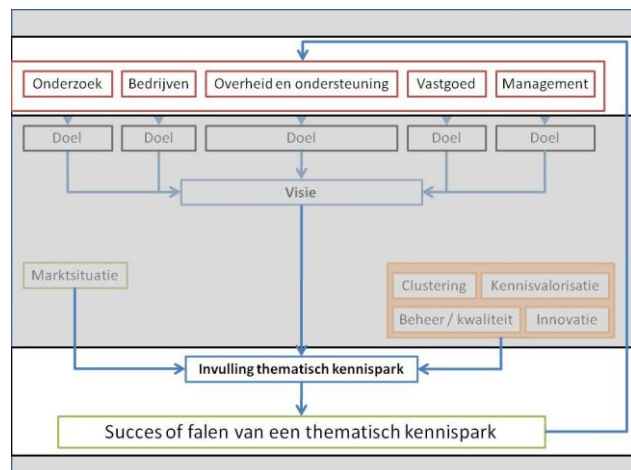 Onderzoek Bedrijven Overheid en ondersteuning Vastgoed Management
Doel Doel Doel Doel Doel
Visie
Marktsituatie
Clustering Kennisvalorisatie
Beheer / kwaliteit Innovatie
Invulling thematisch kennispark
Succes of falen van een thematisch kennispark